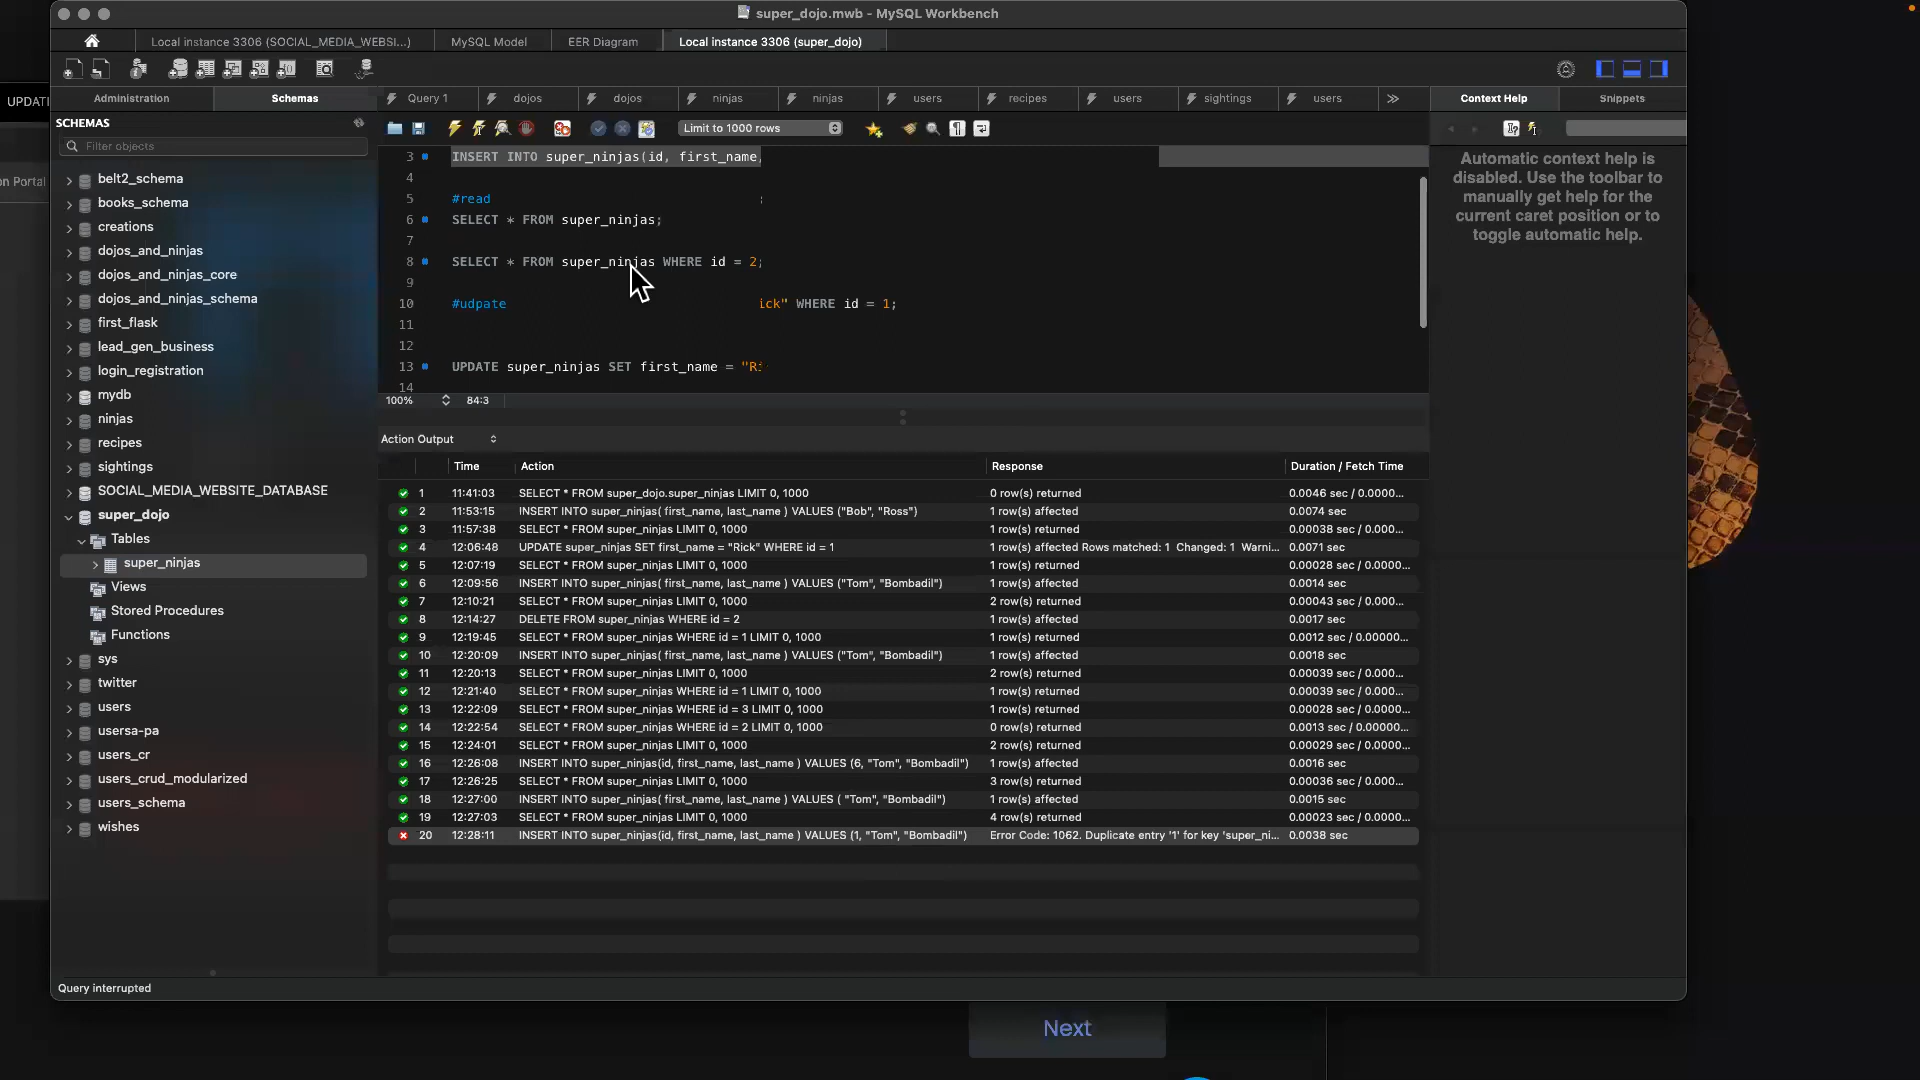 super_dojo.mwb - MySQL Workbench
Local instance 3306 (SOCIAL_MEDIA_WEBSI...)
MySQL Model
EER Diagram
Local instance 3306 (super_dojo)
UPDATI
Administration
Schemas
Query 1
dojos
dojos
ninjas
ninjas
users
recipes
users
sightings
users
Context Help
Snippets
SCHEMAS
Filter objects
Limit to 1000 rows
on Portal
belt2_schema
books_schema
creations
dojos_and_ninjas
dojos_and_ninjas_core
dojos_and_ninjas_schema
first_flask
lead_gen_business
login_registration
mydb
ninjas
recipes
sightings
SOCIAL_MEDIA_WEBSITE_DATABASE
super_dojo
Tables
super_ninjas
Views
Stored Procedures
Functions
sys
twitter
users
usersa-pa
users_cr
users_crud_modularized
users_schema
wishes
3 INSERT INTO super_ninjas(id, first_name,
4
5 #read ;
6 SELECT * FROM super_ninjas;
7
8 SELECT * FROM super_ninjas WHERE id = 2;
9
10 #udpate ick" WHERE id = 1;
11
12
13 UPDATE super_ninjas SET first_name = "Ri
14
100% 84:3
Automatic context help is
disabled. Use the toolbar to
manually get help for the
current caret position or to
toggle automatic help.
Action Output
Time Action Response Duration / Fetch Time
1 11:41:03 SELECT * FROM super_dojo.super_ninjas LIMIT 0, 1000 0 row(s) returned 0.0046 sec / 0.0000...
2 11:53:15 INSERT INTO super_ninjas( first_name, last_name ) VALUES ("Bob", "Ross") 1 row(s) affected 0.0074 sec
3 11:57:38 SELECT * FROM super_ninjas LIMIT 0, 1000 1 row(s) returned 0.00038 sec / 0.000...
4 12:06:48 UPDATE super_ninjas SET first_name = "Rick" WHERE id = 1 1 row(s) affected Rows matched: 1 Changed: 1 Warni... 0.0071 sec
5 12:07:19 SELECT * FROM super_ninjas LIMIT 0, 1000 1 row(s) returned 0.00028 sec / 0.000...
6 12:09:56 INSERT INTO super_ninjas( first_name, last_name ) VALUES ("Tom", "Bombadil") 1 row(s) affected 0.0014 sec
7 12:10:21 SELECT * FROM super_ninjas LIMIT 0, 1000 2 row(s) returned 0.00043 sec / 0.000...
8 12:14:27 DELETE FROM super_ninjas WHERE id = 2 1 row(s) affected 0.0017 sec
9 12:19:45 SELECT * FROM super_ninjas WHERE id = 1 LIMIT 0, 1000 1 row(s) returned 0.0012 sec / 0.00000...
10 12:20:09 INSERT INTO super_ninjas( first_name, last_name ) VALUES ("Tom", "Bombadil") 1 row(s) affected 0.0018 sec
11 12:20:13 SELECT * FROM super_ninjas LIMIT 0, 1000 2 row(s) returned 0.00039 sec / 0.000...
12 12:21:40 SELECT * FROM super_ninjas WHERE id = 1 LIMIT 0, 1000 1 row(s) returned 0.00039 sec / 0.000...
13 12:22:09 SELECT * FROM super_ninjas WHERE id = 3 LIMIT 0, 1000 1 row(s) returned 0.00028 sec / 0.000...
14 12:22:54 SELECT * FROM super_ninjas WHERE id = 2 LIMIT 0, 1000 0 row(s) returned 0.0013 sec / 0.00000...
15 12:24:01 SELECT * FROM super_ninjas LIMIT 0, 1000 2 row(s) returned 0.00029 sec / 0.000...
16 12:26:08 INSERT INTO super_ninjas(id, first_name, last_name ) VALUES (6, "Tom", "Bombadil") 1 row(s) affected 0.0016 sec
17 12:26:25 SELECT * FROM super_ninjas LIMIT 0, 1000 3 row(s) returned 0.00036 sec / 0.000...
18 12:27:00 INSERT INTO super_ninjas( first_name, last_name ) VALUES ( "Tom", "Bombadil") 1 row(s) affected 0.0015 sec
19 12:27:03 SELECT * FROM super_ninjas LIMIT 0, 1000 4 row(s) returned 0.00023 sec / 0.000...
20 12:28:11 INSERT INTO super_ninjas(id, first_name, last_name ) VALUES (1, "Tom", "Bombadil") Error Code: 1062. Duplicate entry '1' for key 'super_ni... 0.0038 sec
Query interrupted
Next